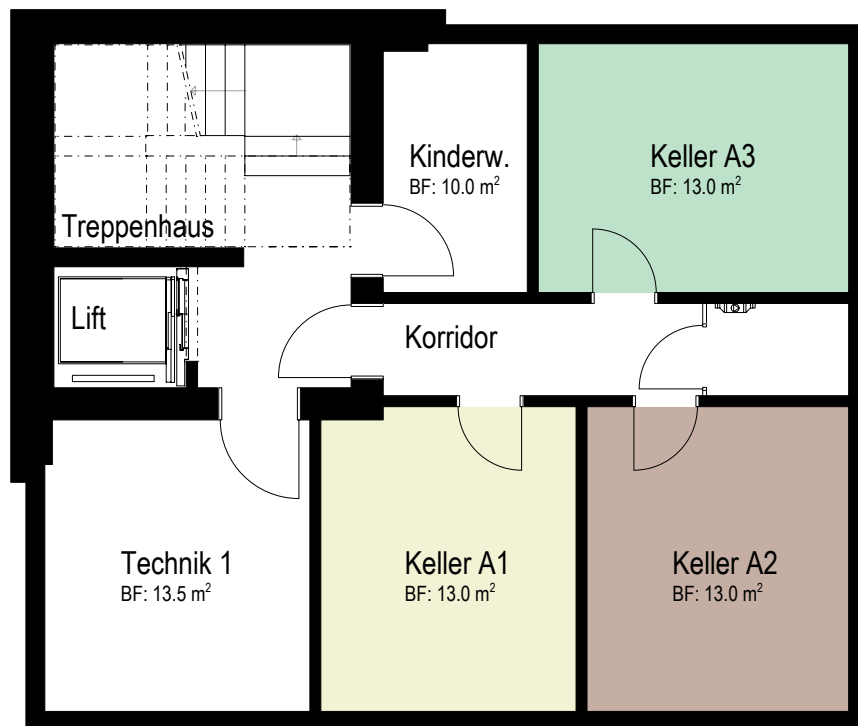 Kinderw.
BF: 10.0 m²
Keller A3
BF: 13.0 m²
Treppenhaus
Lift
Korridor
Technik 1
BF: 13.5 m²
Keller A1
BF: 13.0 m²
Keller A2
BF: 13.0 m²